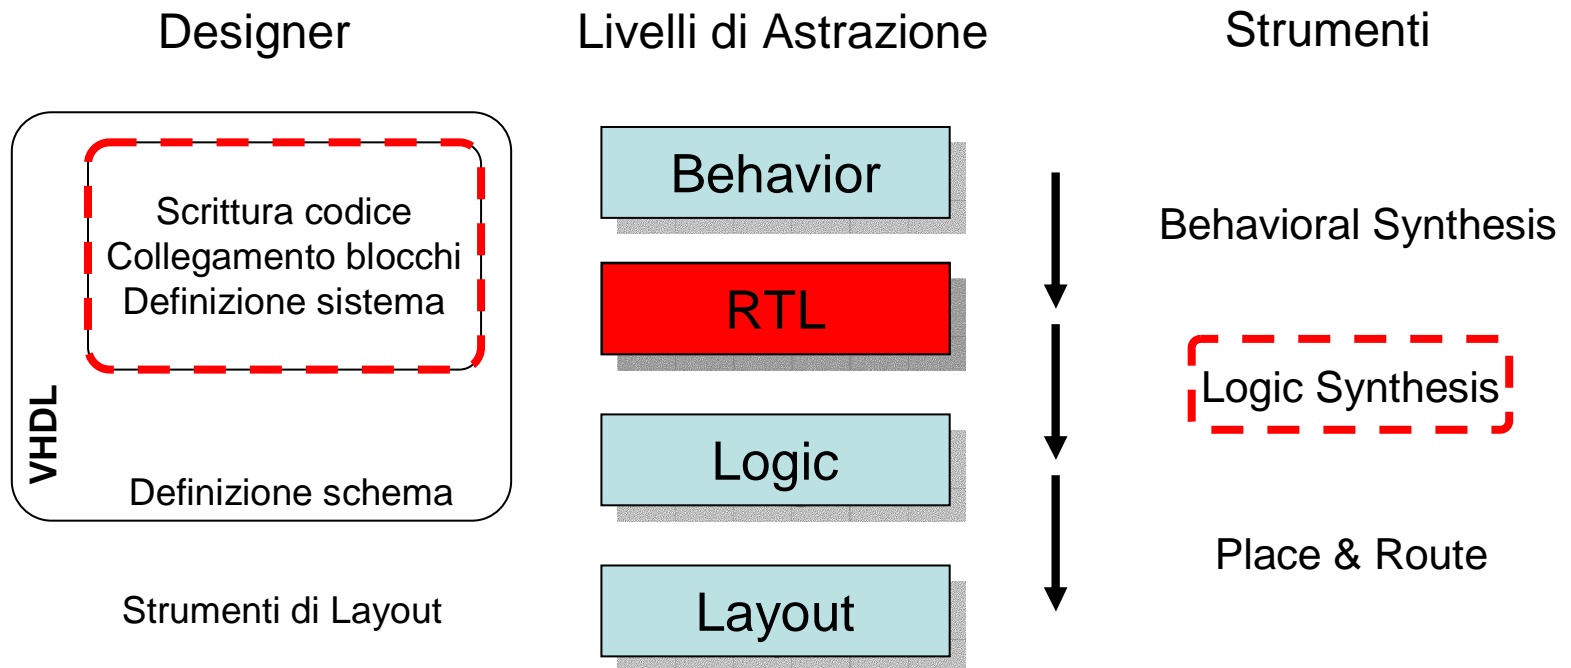 Designer
Livelli di Astrazione
Strumenti
Scrittura codice
Collegamento blocchi
Definizione sistema
VHDL
Definizione schema
Strumenti di Layout
Behavior
RTL
Logic
Layout
Behavioral Synthesis
Logic Synthesis
Place & Route